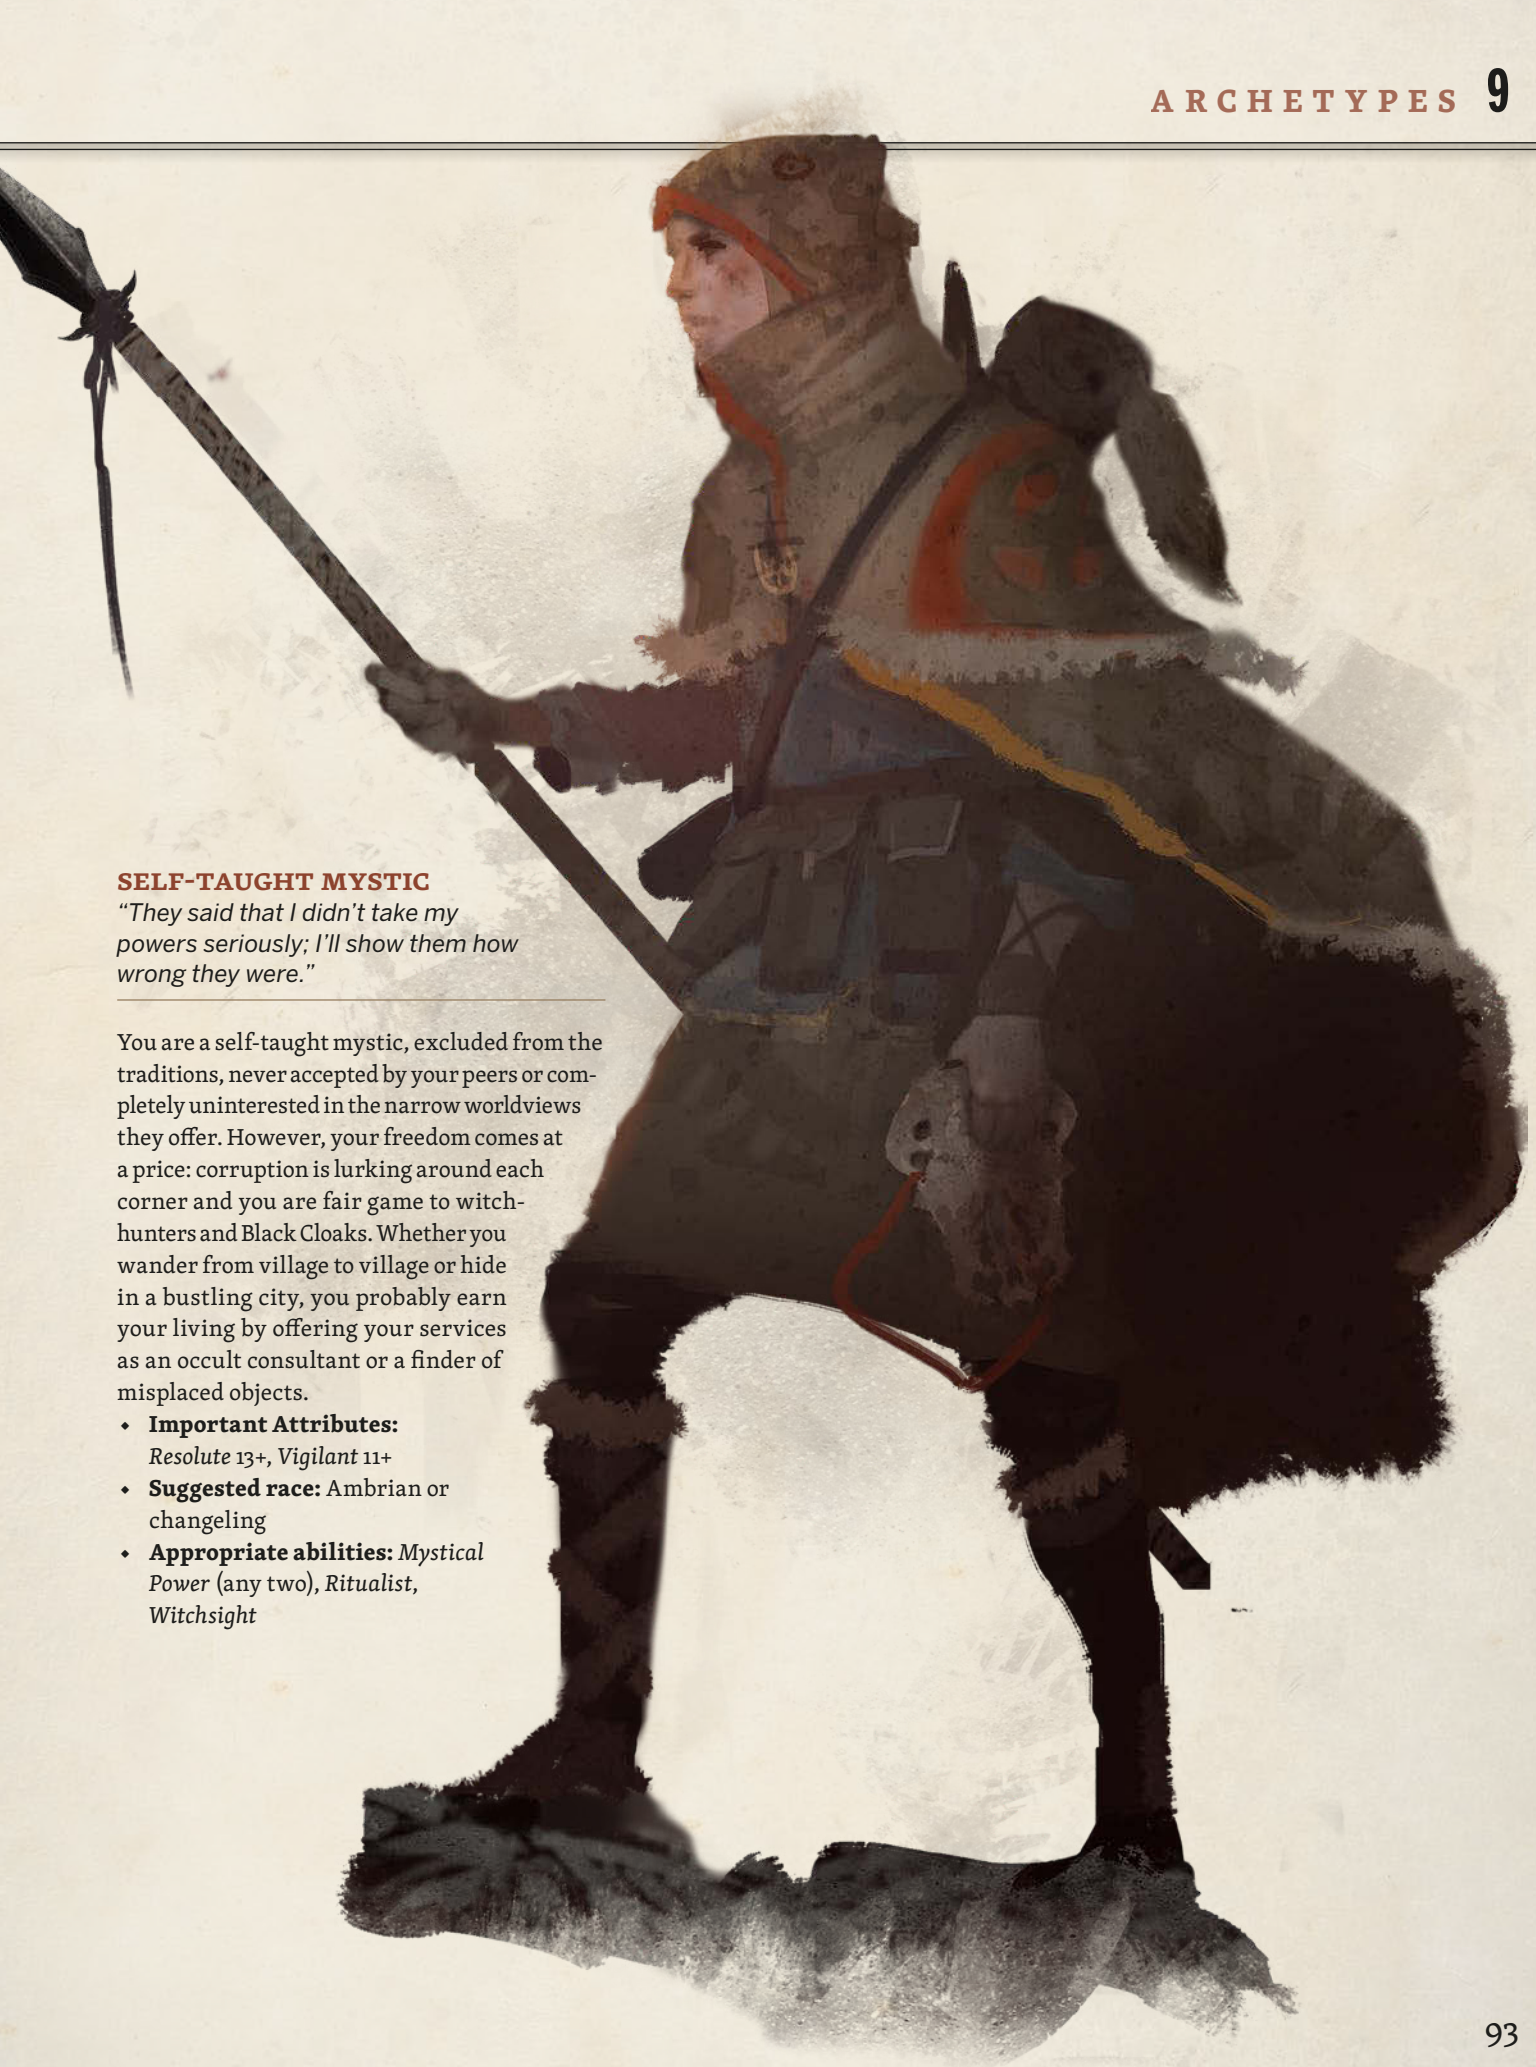 ARCHETYPES 9
SELF-TAUGHT MYSTIC
“They said that I didn’t take my
powers seriously; I’ll show them how
wrong they were.”
You are a self-taught mystic, excluded from the
traditions, never accepted by your peers or com-
pletely uninterested in the narrow worldviews
they offer. However, your freedom comes at
a price: corruption is lurking around each
corner and you are fair game to witch-
hunters and Black Cloaks. Whether you
wander from village to village or hide
in a bustling city, you probably earn
your living by offering your services
as an occult consultant or a finder of
misplaced objects.
⬩ Important Attributes:
Resolute 13+, Vigilant 11+
⬩ Suggested race: Ambrian or
changeling
⬩ Appropriate abilities: Mystical
Power (any two), Ritualist,
Witchsight
93